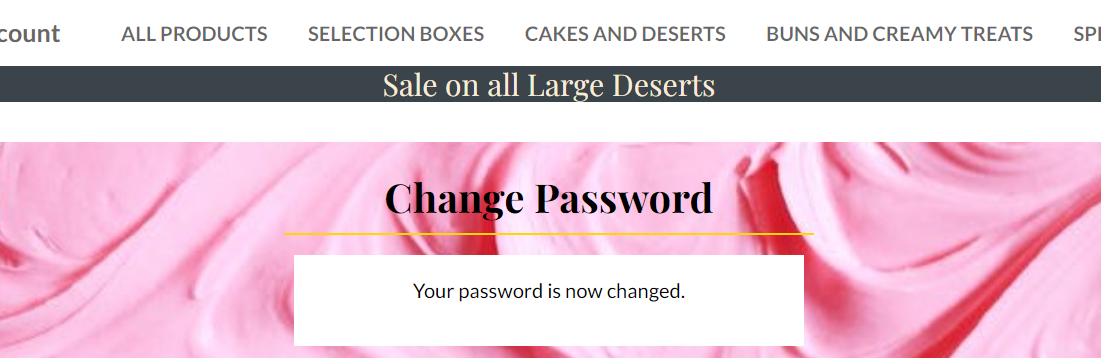 count ALL PRODUCTS SELECTION BOXES CAKES AND DESERTS BUNS AND CREAMY TREATS SPE
Sale on all Large Deserts
Change Password
Your password is now changed.